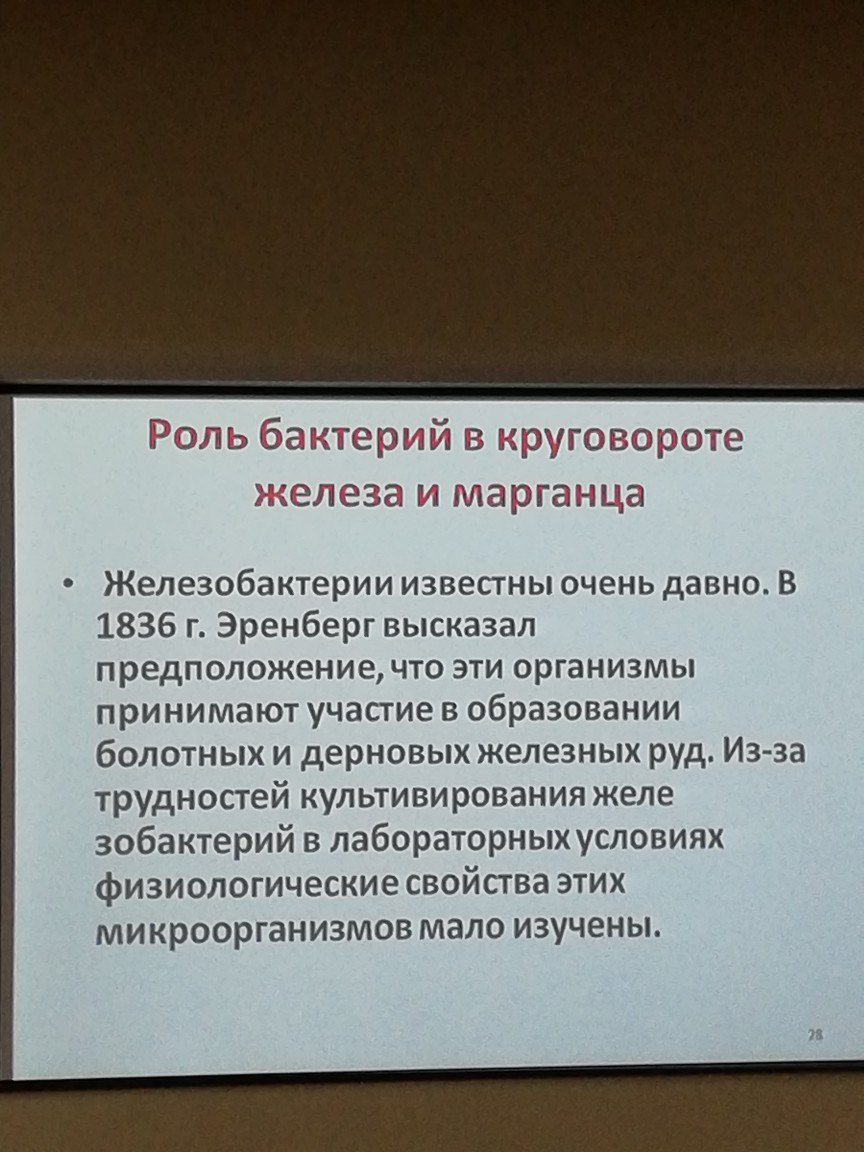 Роль бактерий в круговороте
железа и марганца
• Железобактерии известны очень давно. В
1836 г. Эренберг высказал
предположение, что эти организмы
принимают участие в образовании
болотных и дерновых железных руд. Из-за
трудностей культивирования желе
зобактерий в лабораторных условиях
физиологические свойства этих
микроорганизмов мало изучены.
28